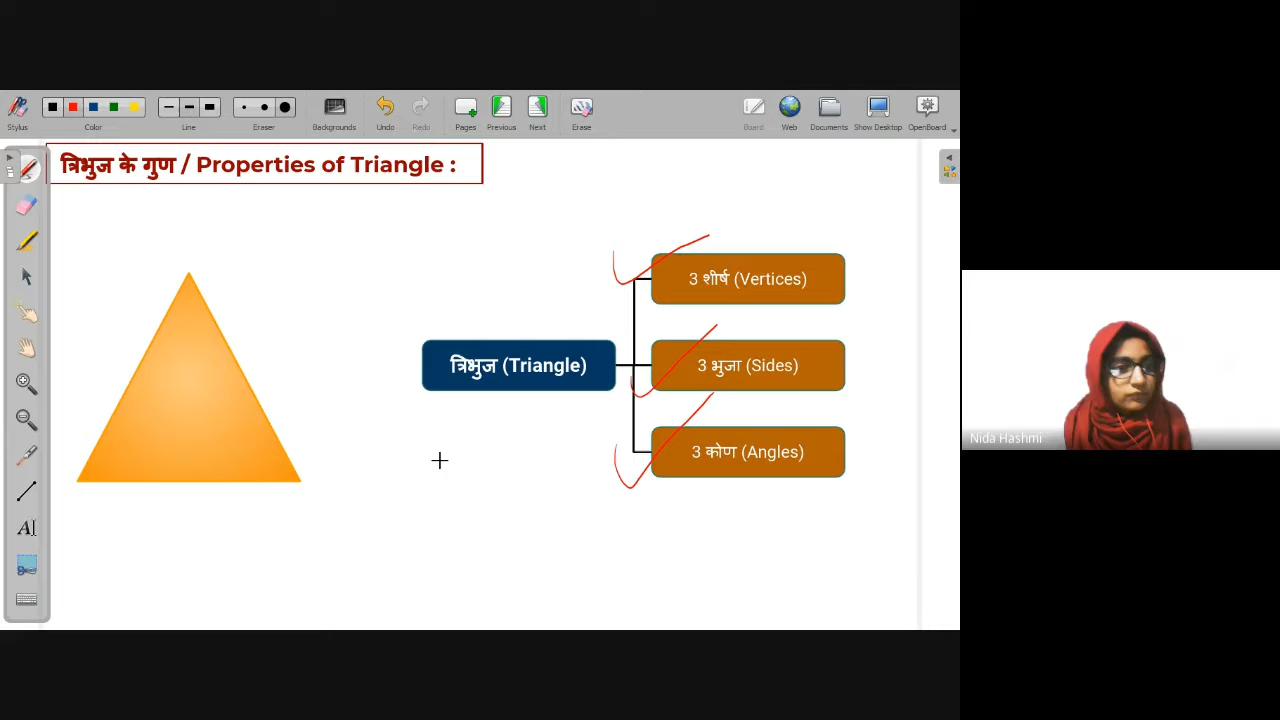 Stylus
Color
Line
Eraser
Backgrounds
Undo
Redo
Pages
Previous
Next
Erase
Board
Web
Documents
Show Desktop
OpenBoard
त्रिभुज के गुण / Properties of Triangle :
3 शीर्ष (Vertices)
त्रिभुज (Triangle)
3 भुजा (Sides)
3 कोण (Angles)
Nida Hashmi